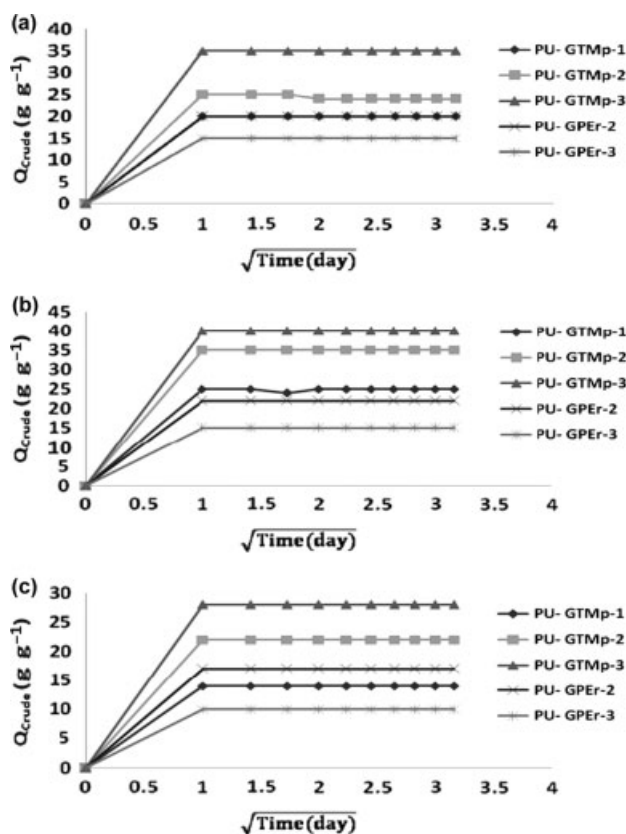 (a)
Q_Crude (g g⁻¹)
40
35
30
25
20
15
10
5
0
0 0.5 1 1.5 2 2.5 3 3.5 4
√Time(day)
PU- GTMp-1
PU- GTMp-2
PU- GTMp-3
PU- GPEr-2
PU- GPEr-3
(b)
Q_Crude (g g⁻¹)
45
40
35
30
25
20
15
10
5
0
0 0.5 1 1.5 2 2.5 3 3.5 4
√Time(day)
PU- GTMp-1
PU- GTMp-2
PU- GTMp-3
PU- GPEr-2
PU- GPEr-3
(c)
Q_Crude (g g⁻¹)
30
25
20
15
10
5
0
0 0.5 1 1.5 2 2.5 3 3.5 4
√Time(day)
PU- GTMp-1
PU- GTMp-2
PU- GTMp-3
PU- GPEr-2
PU- GPEr-3